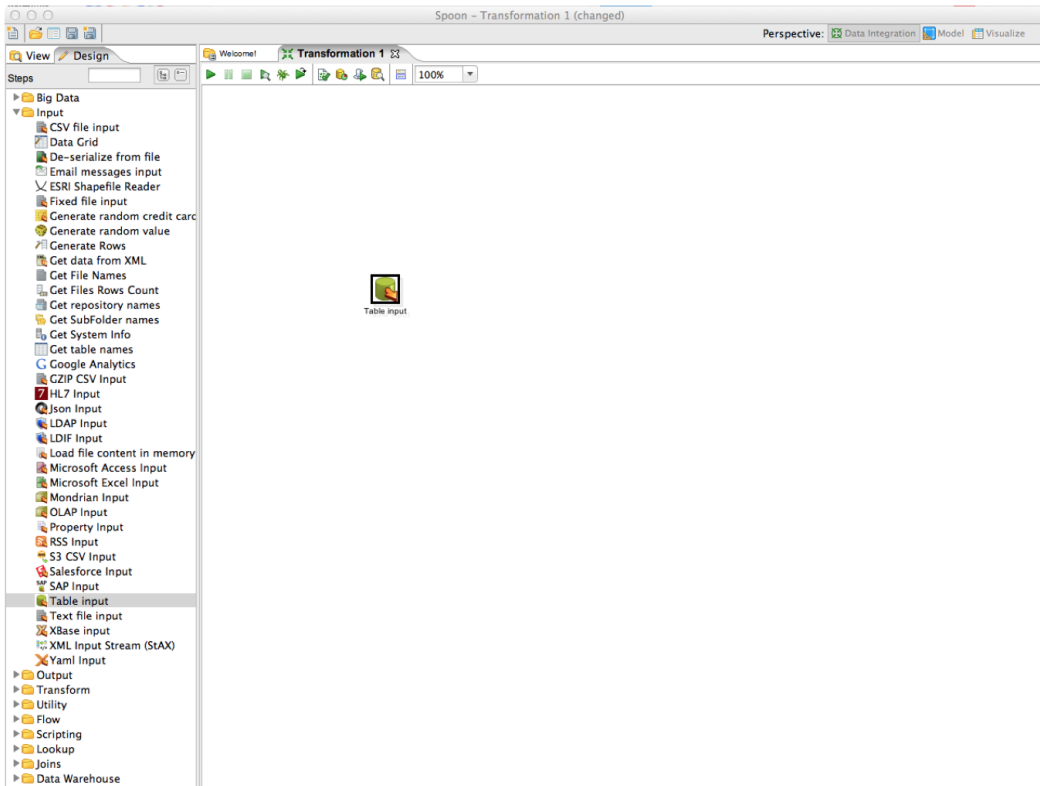 Spoon – Transformation 1 (changed)
Perspective: Data Integration Model Visualize
View Design
Welcome! Transformation 1
Steps
100%
Big Data
Input
CSV file input
Data Grid
De-serialize from file
Email messages input
ESRI Shapefile Reader
Fixed file input
Generate random credit card
Generate random value
Generate Rows
Get data from XML
Get File Names
Get Files Rows Count
Get repository names
Get SubFolder names
Get System Info
Get table names
Google Analytics
GZIP CSV Input
HL7 Input
Json Input
LDAP Input
LDIF Input
Load file content in memory
Microsoft Access Input
Microsoft Excel Input
Mondrian Input
OLAP Input
Property Input
RSS Input
S3 CSV Input
Salesforce Input
SAP Input
Table input
Text file input
XBase input
XML Input Stream (StAX)
Yaml Input
Output
Transform
Utility
Flow
Scripting
Lookup
Joins
Data Warehouse
Table input